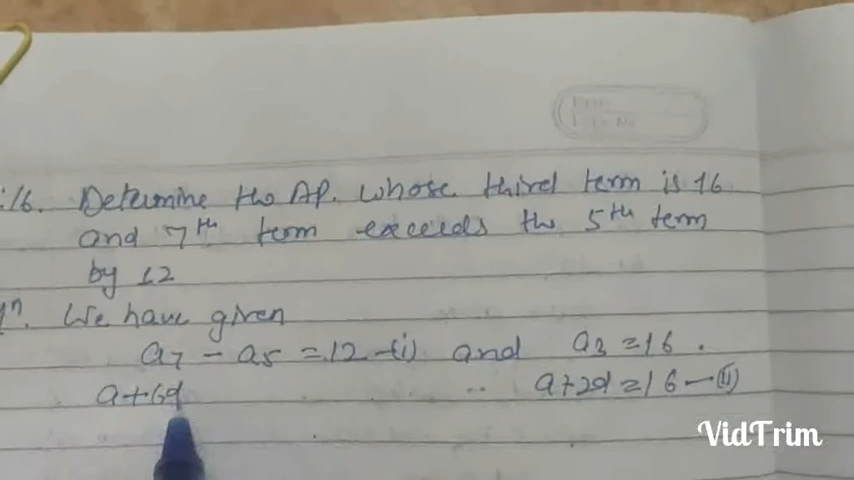 :16. Determine the AP. whose third term is 16
and 7th term exceeds the 5th term
by 12
We have given
a7 - a5 = 12 -(i) and a3 = 16 .
a+6d a+2d = 16 -(ii)
VidTrim